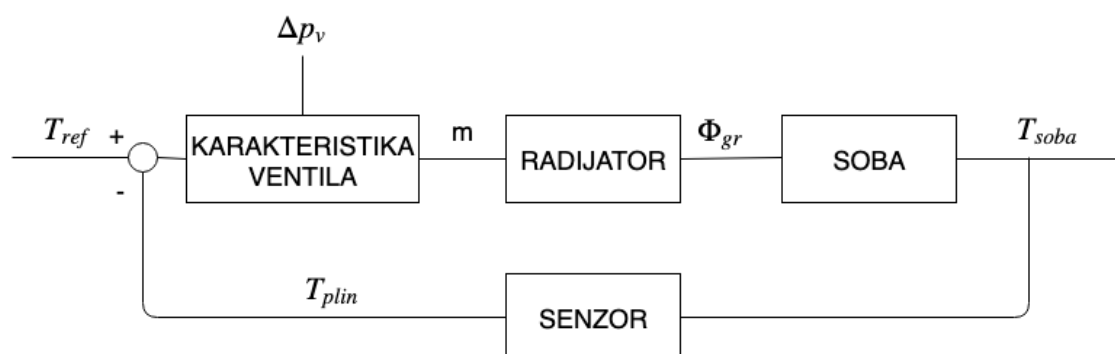 Δp_v
T_ref
+
-
KARAKTERISTIKA
VENTILA
m
RADIJATOR
Φ_gr
SOBA
T_soba
T_plin
SENZOR